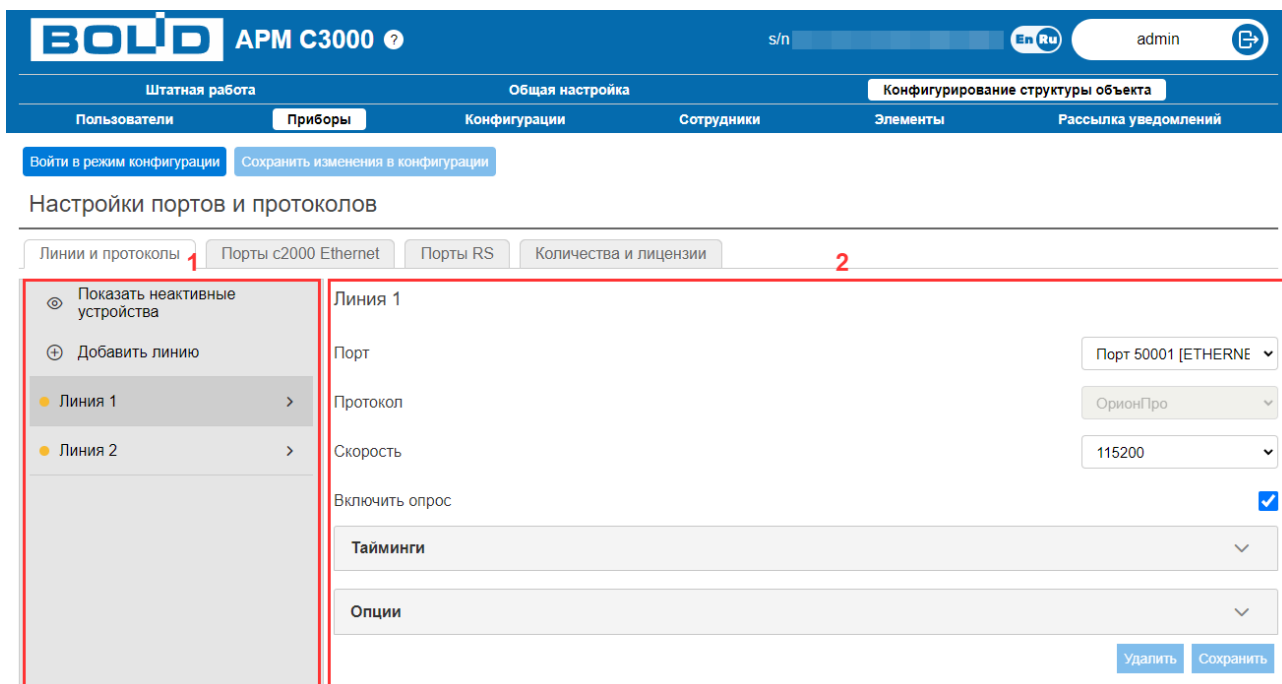 BOLID АРМ С3000 ?
s/n
En Ru
admin
Штатная работа
Общая настройка
Конфигурирование структуры объекта
Пользователи
Приборы
Конфигурации
Сотрудники
Элементы
Рассылка уведомлений
Войти в режим конфигурации
Сохранить изменения в конфигурации
Настройки портов и протоколов
Линии и протоколы
Порты с2000 Ethernet
Порты RS
Количества и лицензии
1
2
Показать неактивные
устройства
Добавить линию
Линия 1
Линия 2
Линия 1
Порт
Порт 50001 [ETHERNE
Протокол
ОрионПро
Скорость
115200
Включить опрос
Тайминги
Опции
Удалить
Сохранить